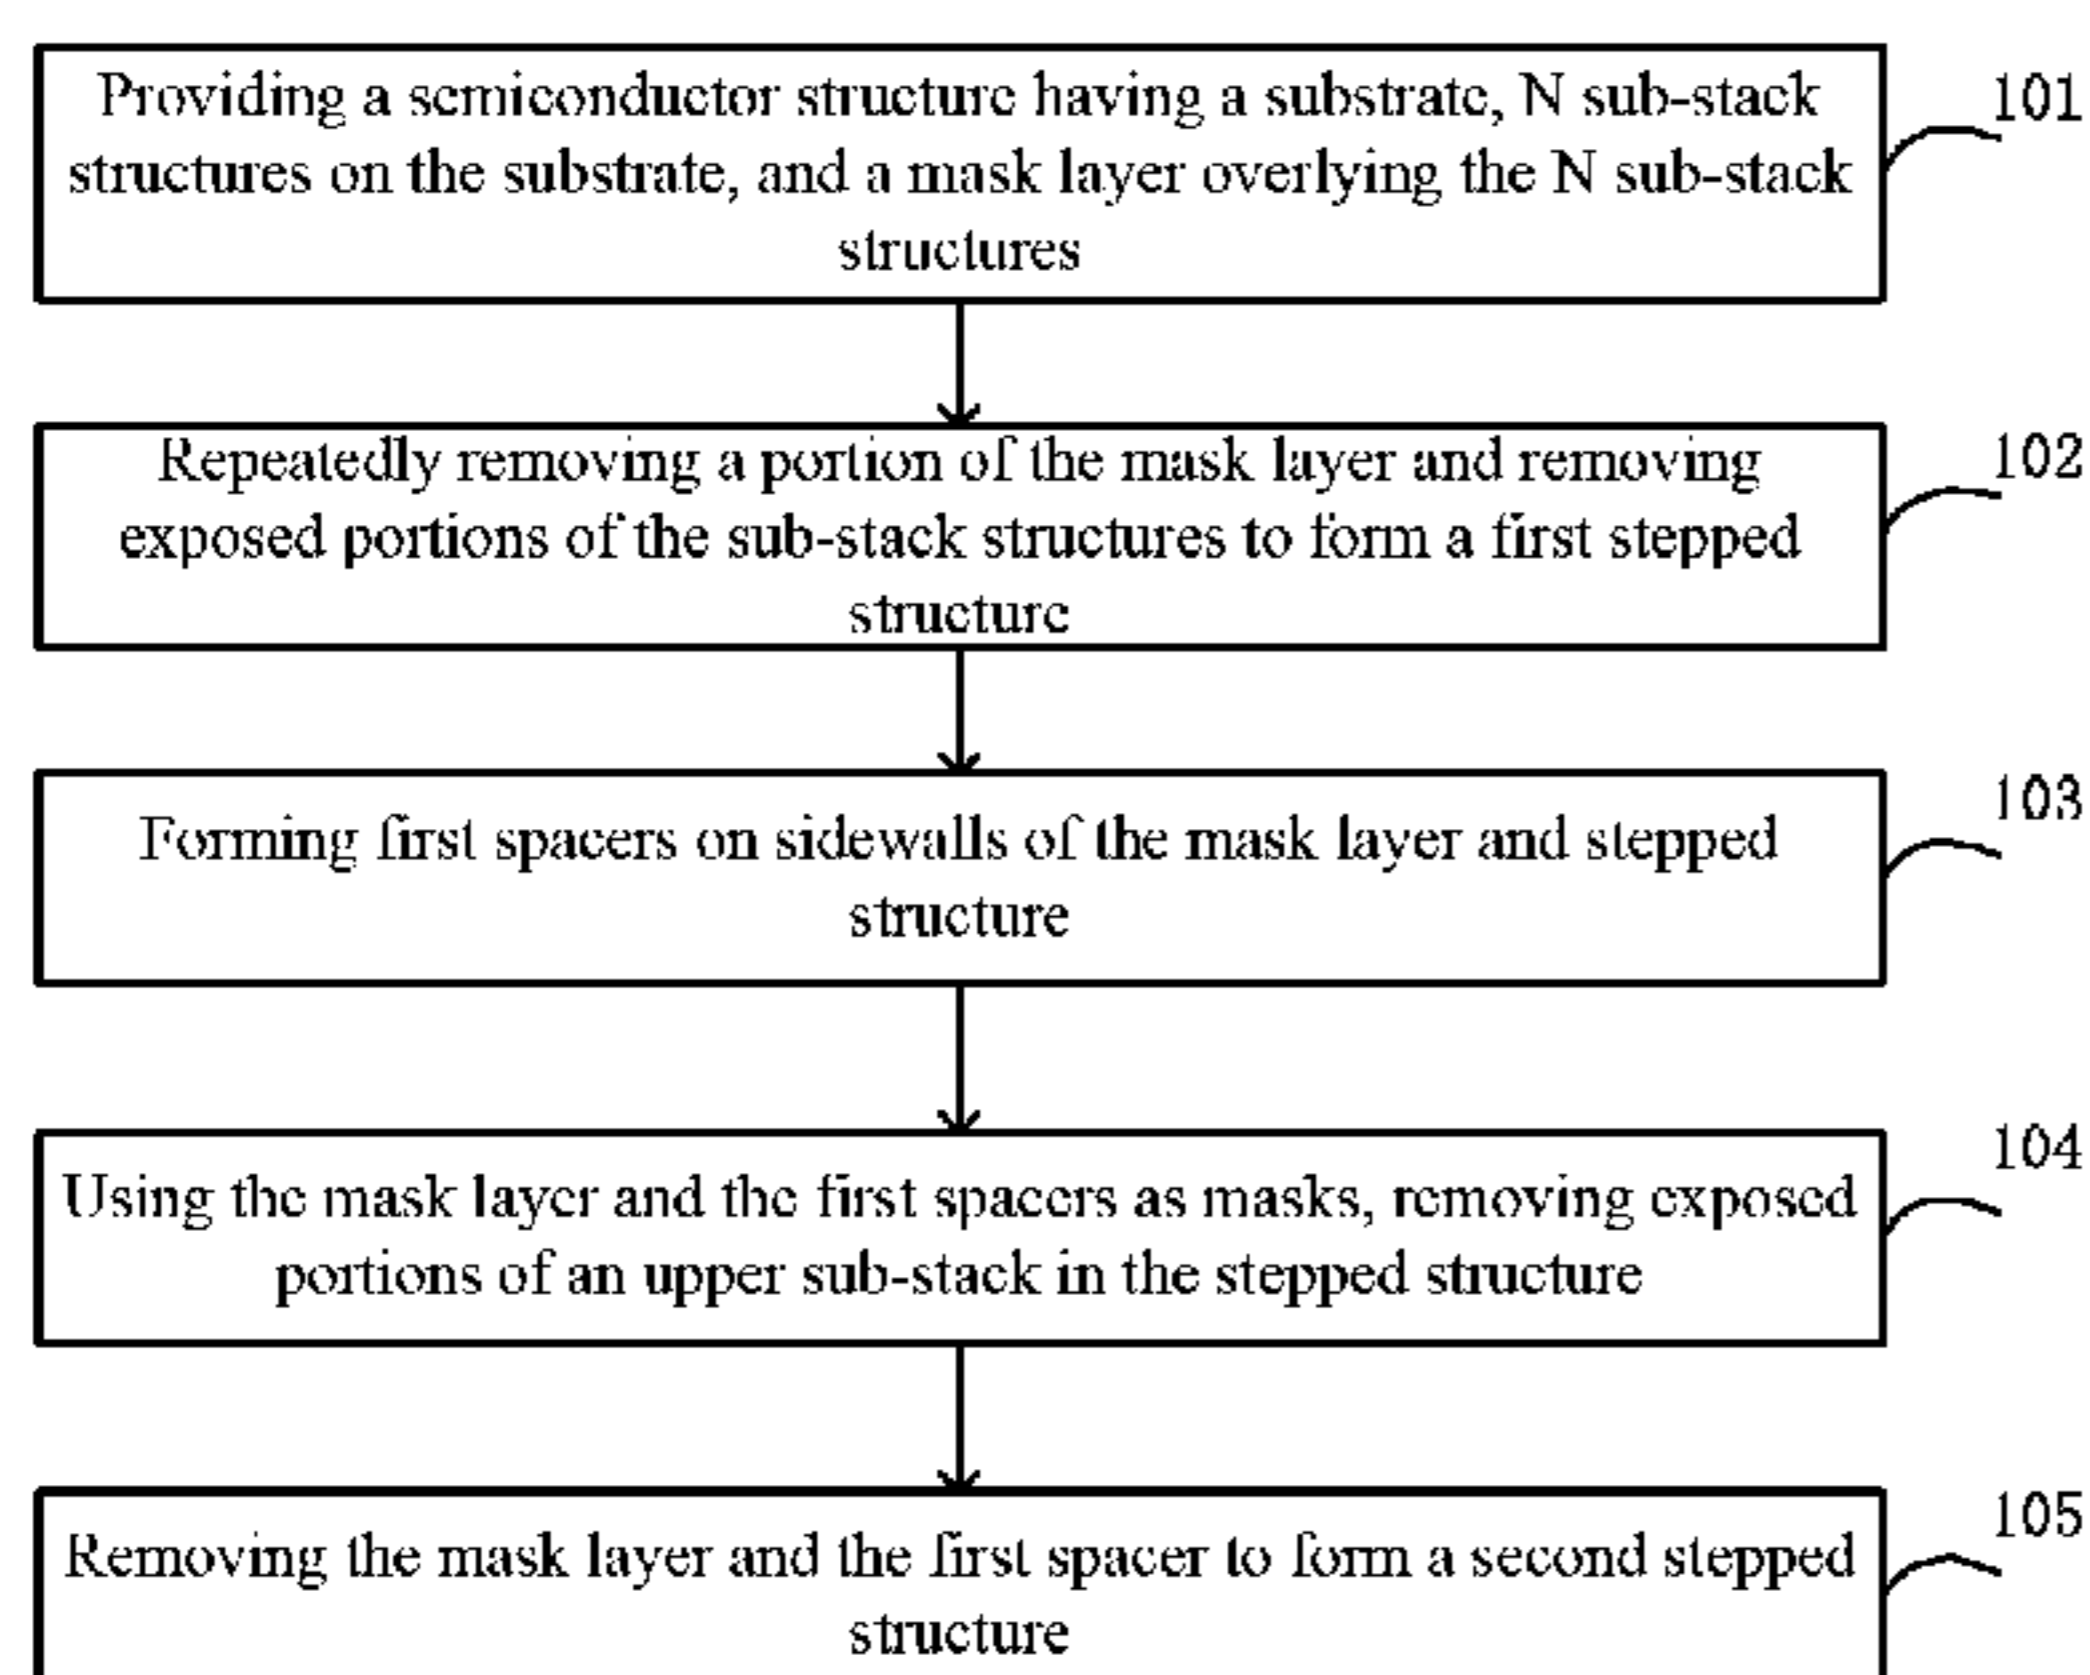 Providing a semiconductor structure having a substrate, N sub-stack
structures on the substrate, and a mask layer overlying the N sub-stack
structures
101
Repeatedly removing a portion of the mask layer and removing
exposed portions of the sub-stack structures to form a first stepped
structure
102
Forming first spacers on sidewalls of the mask layer and stepped
structure
103
Using the mask layer and the first spacers as masks, removing exposed
portions of an upper sub-stack in the stepped structure
104
Removing the mask layer and the first spacer to form a second stepped
structure
105